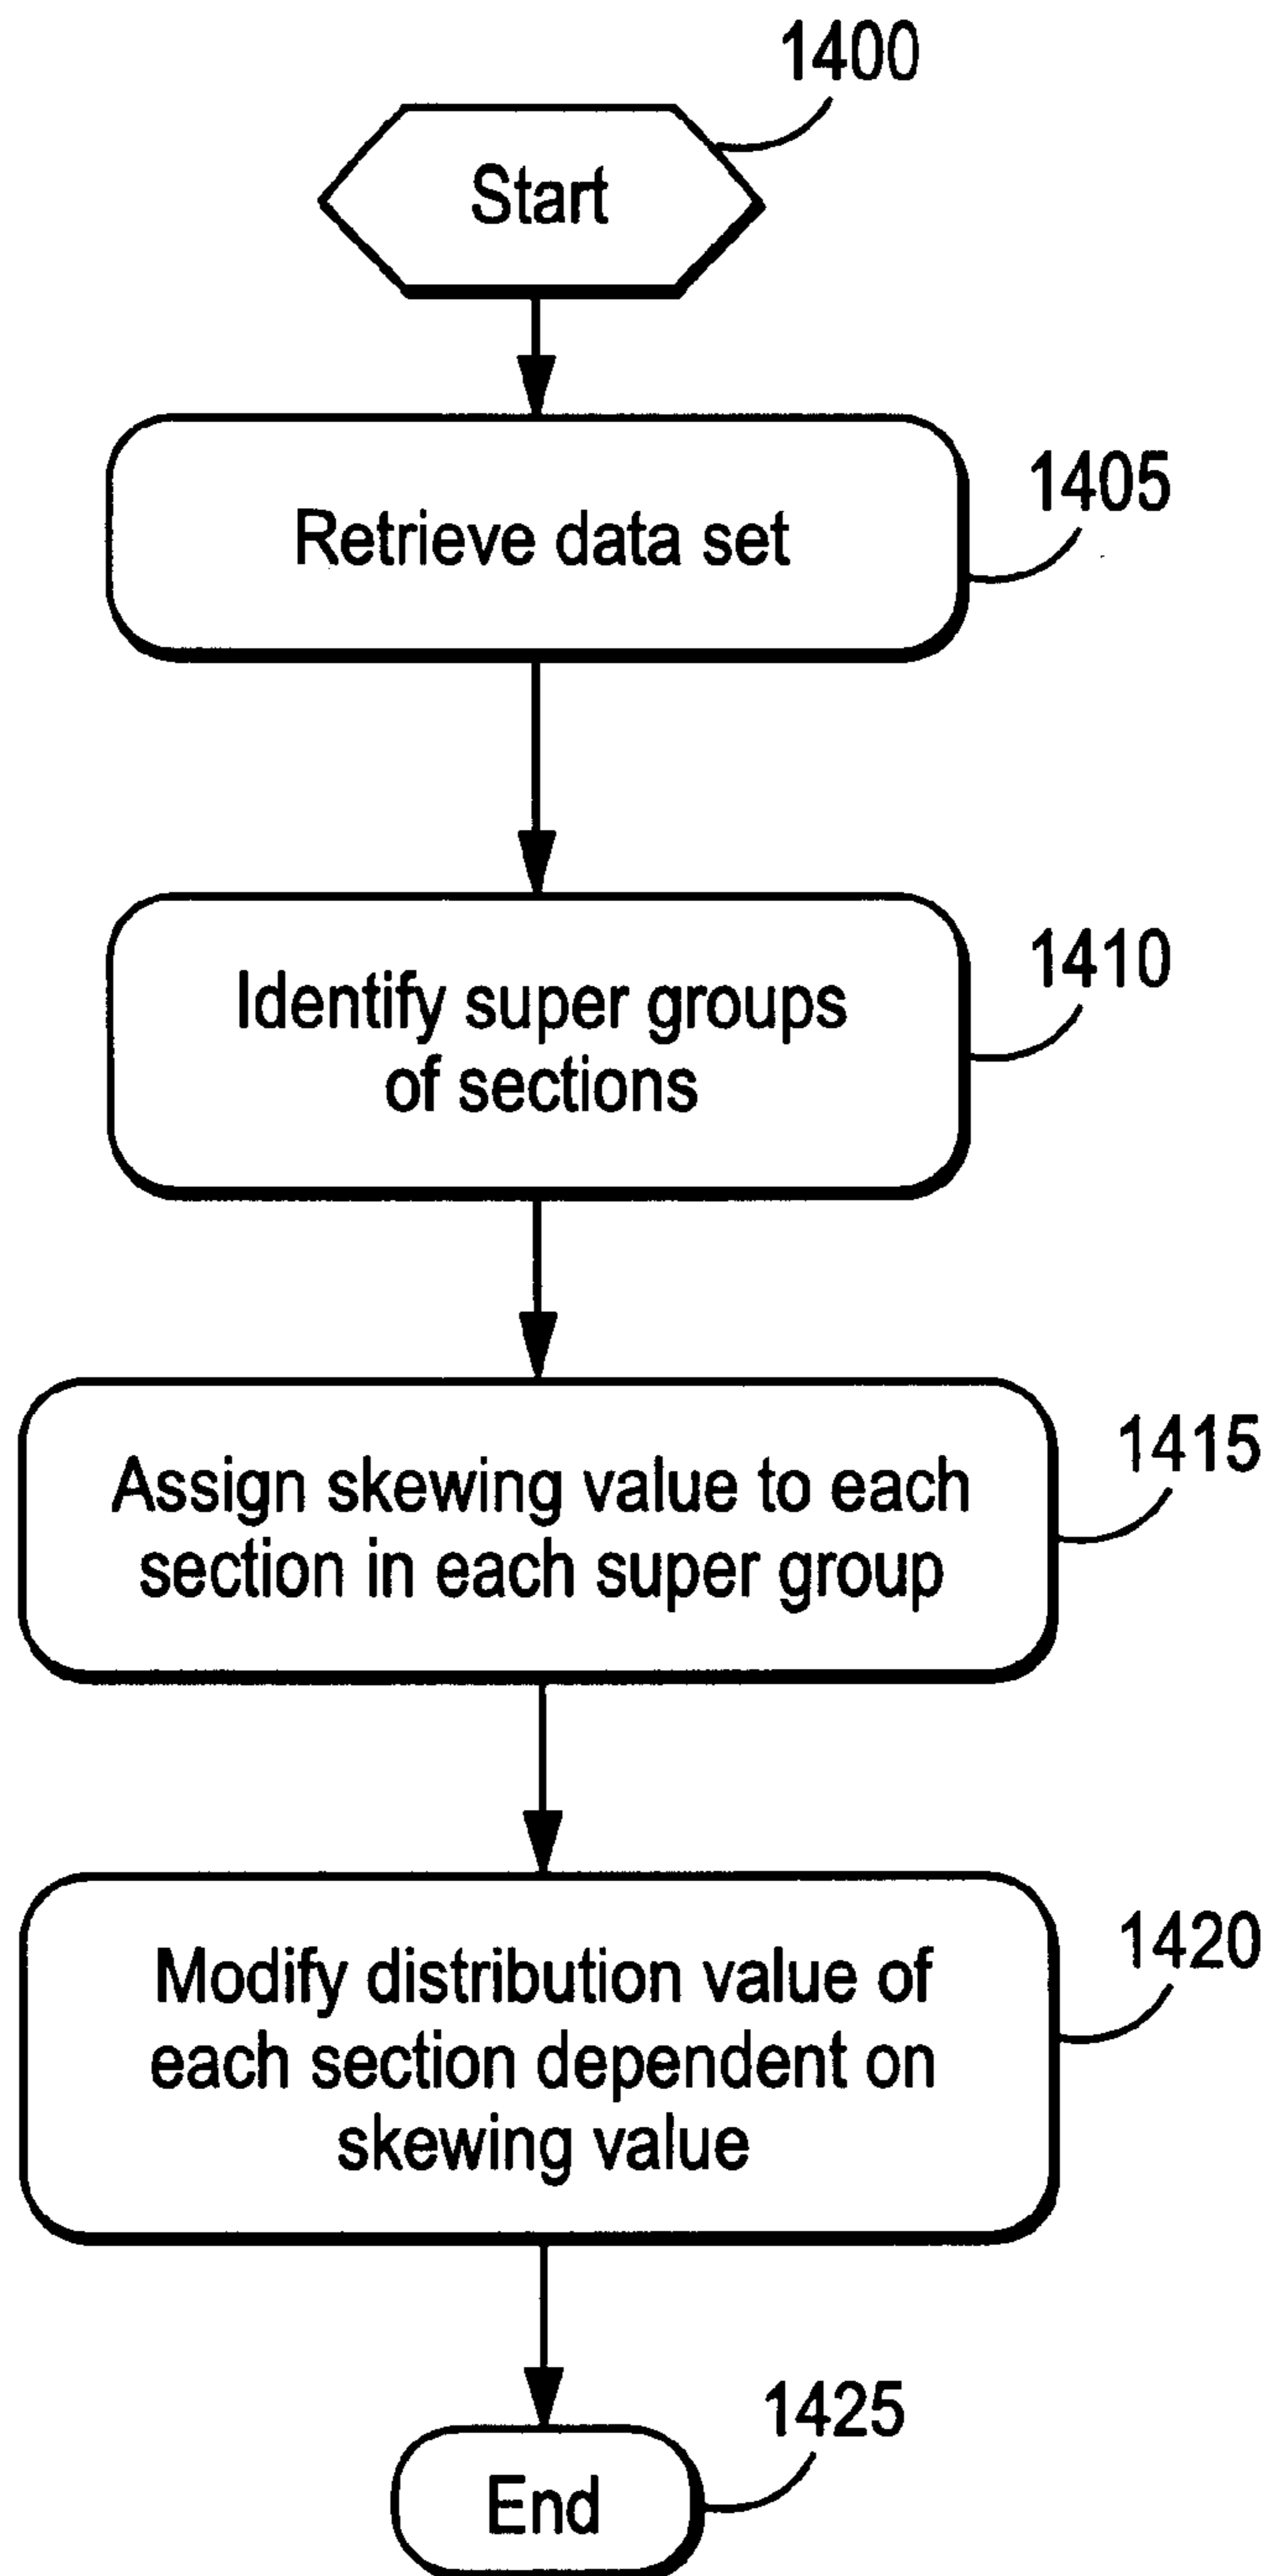 1400
Start
1405
Retrieve data set
1410
Identify super groups
of sections
1415
Assign skewing value to each
section in each super group
1420
Modify distribution value of
each section dependent on
skewing value
1425
End